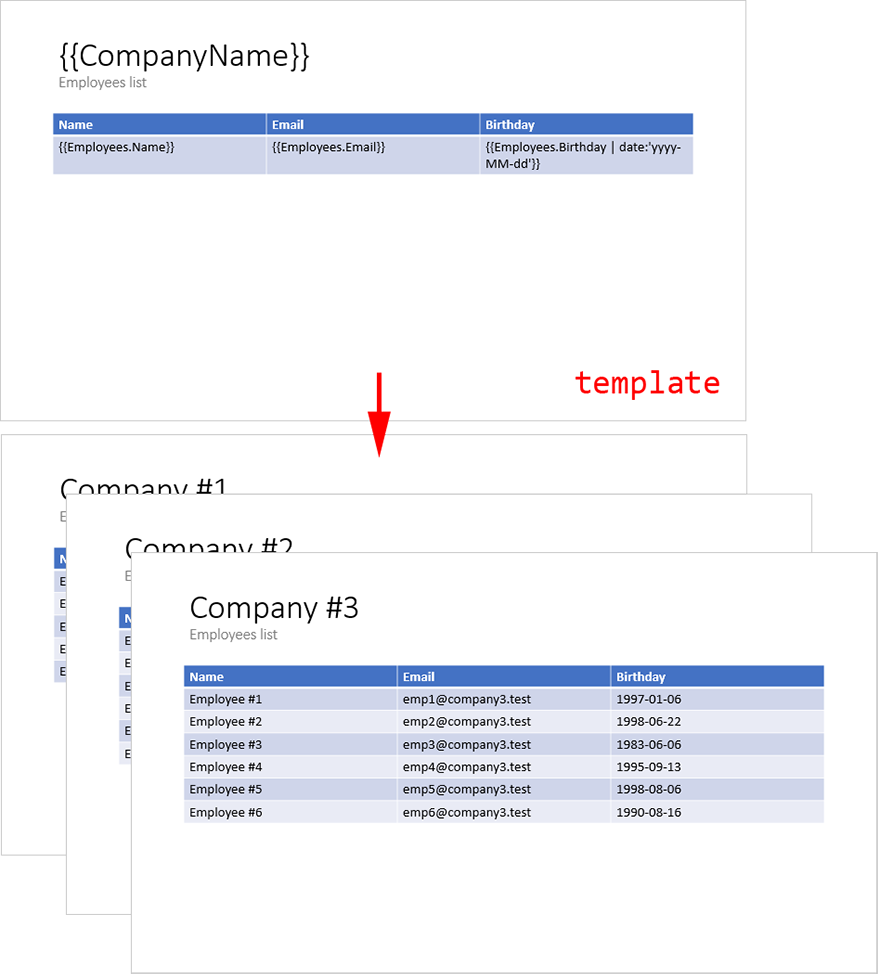 {{CompanyName}}
Employees list
Name Email Birthday
{{Employees.Name}} {{Employees.Email}} {{Employees.Birthday | date:'yyyy-
MM-dd'}}
template
Company #1
E
N
E
E
E
E
E
Company #2
E
N
E
E
E
E
E
E
Company #3
Employees list
Name Email Birthday
Employee #1 emp1@company3.test 1997-01-06
Employee #2 emp2@company3.test 1998-06-22
Employee #3 emp3@company3.test 1983-06-06
Employee #4 emp4@company3.test 1995-09-13
Employee #5 emp5@company3.test 1998-08-06
Employee #6 emp6@company3.test 1990-08-16